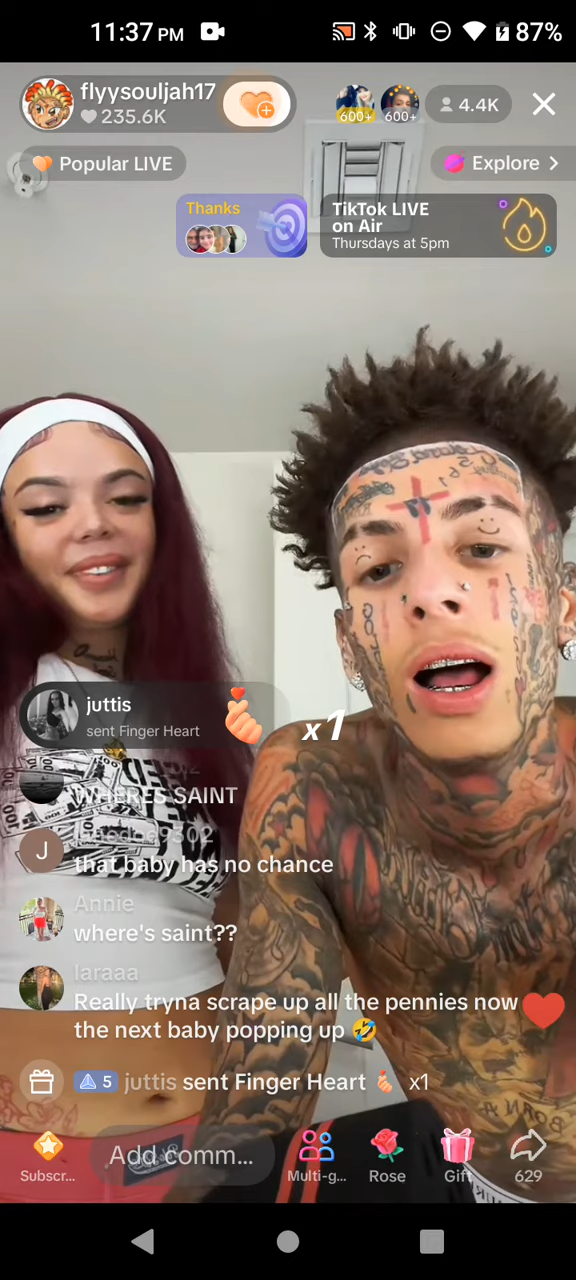 11:37 PM
87%
flyysouljah17
235.6K
600+
600+
4.4K
Popular LIVE
Explore >
Thanks
TikTok LIVE
on Air
Thursdays at 5pm
juttis
sent Finger Heart
x1
WHERES SAINT
that baby has no chance
J
Annie
where's saint??
laraaa
Really tryna scrape up all the pennies now
the next baby popping up 🤣
5 juttis sent Finger Heart x1
Add comm...
Subscr...
Multi-g...
Rose
Gift
629